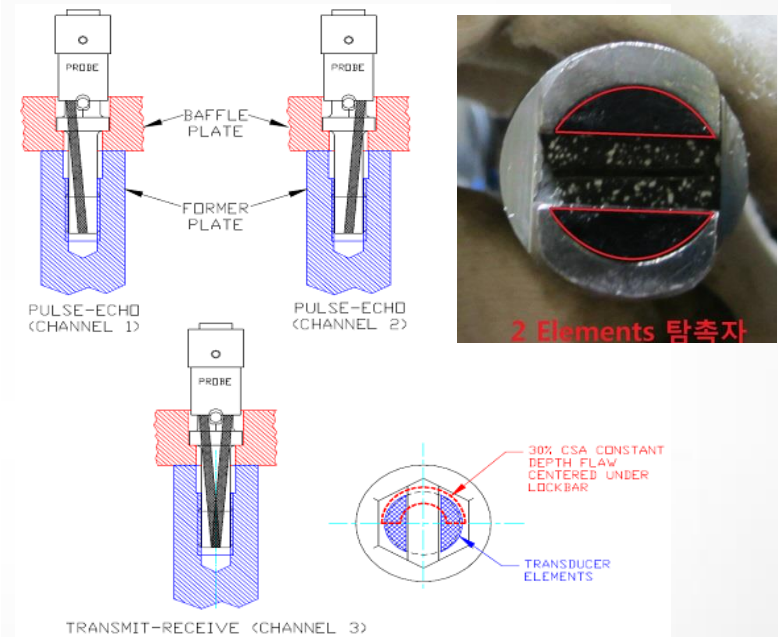 PROBE
PROBE
BAFFLE
PLATE
FORMER
PLATE
PULSE-ECHO
(CHANNEL 1)
PULSE-ECHO
(CHANNEL 2)
2 Elements 탐촉자
PROBE
30% CSA CONSTANT
DEPTH FLAW
CENTERED UNDER
LOCKBAR
TRANSDUCER
ELEMENTS
TRANSMIT-RECEIVE (CHANNEL 3)